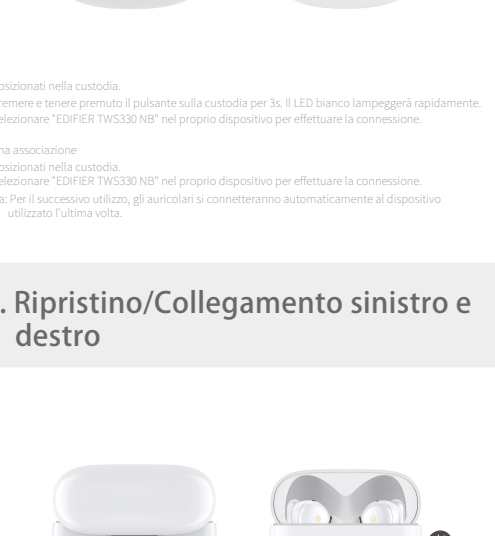 osizionati nella custodia.
remere e tenere premuto il pulsante sulla custodia per 3s. Il LED bianco lampeggerà rapidamente.
elezionare "EDIFIER TWS330 NB" nel proprio dispositivo per effettuare la connessione.
na associazione
osizionati nella custodia.
elezionare "EDIFIER TWS330 NB" nel proprio dispositivo per effettuare la connessione.
a: Per il successivo utilizzo, gli auricolari si connetteranno automaticamente al dispositivo
utilizzato l'ultima volta.
. Ripristino/Collegamento sinistro e
destro